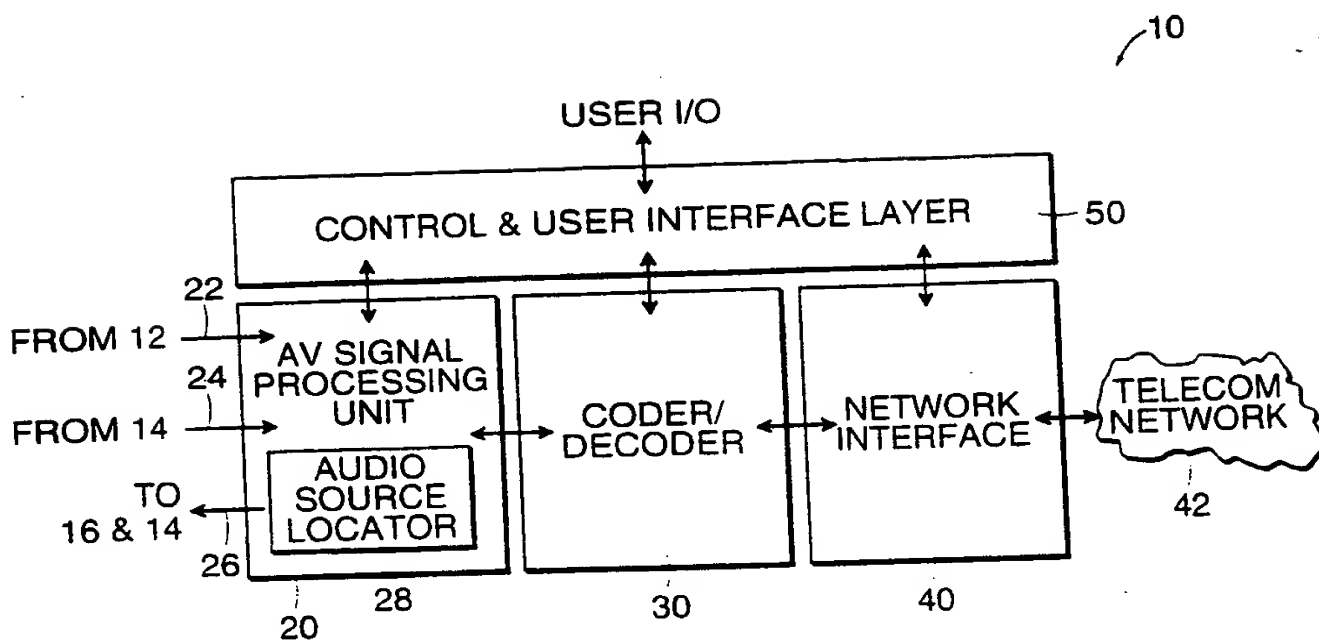 10
USER I/O
CONTROL & USER INTERFACE LAYER
50
22
FROM 12
AV SIGNAL
PROCESSING
UNIT
24
FROM 14
CODER/
DECODER
NETWORK
INTERFACE
TELECOM
NETWORK
AUDIO
SOURCE
LOCATOR
TO
16 & 14
26
42
20
28
30
40